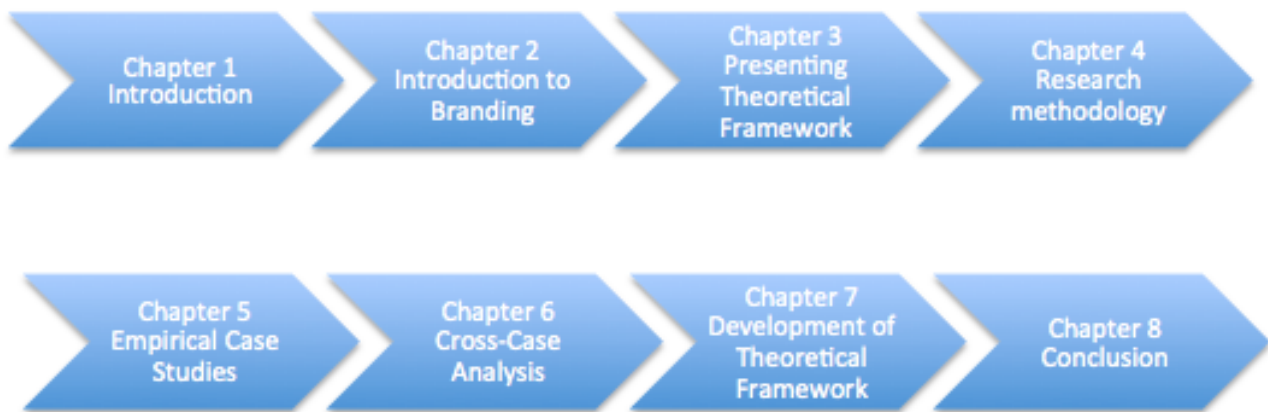 Chapter 1
Introduction
Chapter 2
Introduction to
Branding
Chapter 3
Presenting
Theoretical
Framework
Chapter 4
Research
methodology
Chapter 5
Empirical Case
Studies
Chapter 6
Cross-Case
Analysis
Chapter 7
Development of
Theoretical
Framework
Chapter 8
Conclusion